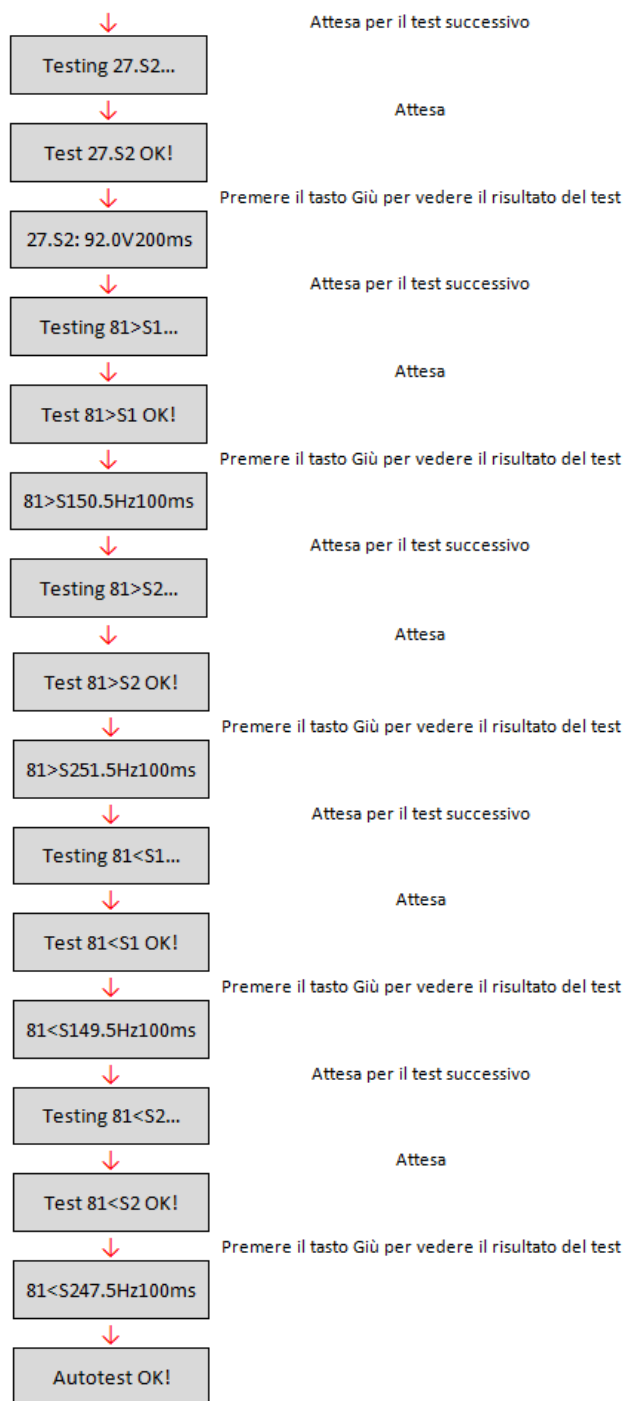 Attesa per il test successivo
Testing 27.S2...
Attesa
Test 27.S2 OK!
Premere il tasto Giù per vedere il risultato del test
27.S2: 92.0V200ms
Attesa per il test successivo
Testing 81>S1...
Attesa
Test 81>S1 OK!
Premere il tasto Giù per vedere il risultato del test
81>S150.5Hz100ms
Attesa per il test successivo
Testing 81>S2...
Attesa
Test 81>S2 OK!
Premere il tasto Giù per vedere il risultato del test
81>S251.5Hz100ms
Attesa per il test successivo
Testing 81<S1...
Attesa
Test 81<S1 OK!
Premere il tasto Giù per vedere il risultato del test
81<S149.5Hz100ms
Attesa per il test successivo
Testing 81<S2...
Attesa
Test 81<S2 OK!
Premere il tasto Giù per vedere il risultato del test
81<S247.5Hz100ms
Autotest OK!